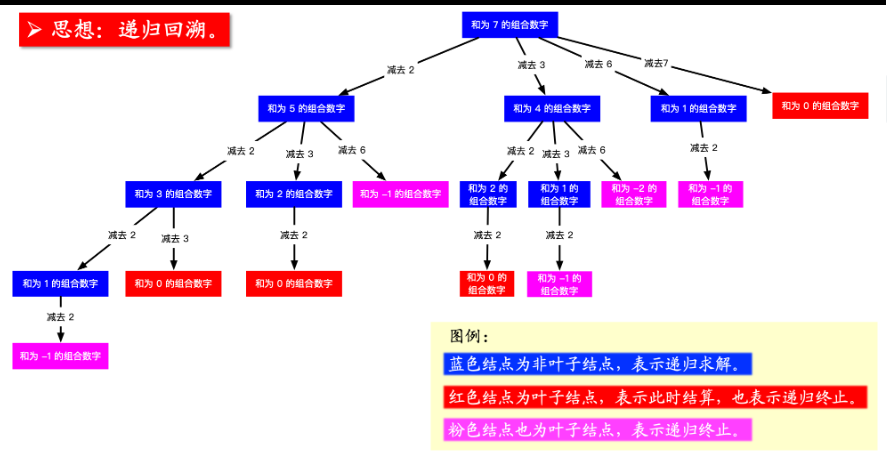 ➢ 思想：递归回溯。
和为 7 的组合数字
减去 2
减去 3
减去 6
减去7
和为 5 的组合数字
和为 4 的组合数字
和为 1 的组合数字
和为 0 的组合数字
减去 2
减去 3
减去 6
减去 2
减去 3
减去 6
减去 2
和为 3 的组合数字
和为 2 的组合数字
和为 -1 的组合数字
和为 2 的
组合数字
和为 1 的
组合数字
和为 -2 的
组合数字
和为 -1 的
组合数字
减去 2
减去 3
减去 2
减去 2
减去 2
和为 1 的组合数字
和为 0 的组合数字
和为 0 的组合数字
和为 0 的
组合数字
和为 -1 的
组合数字
减去 2
和为 -1 的组合数字
图例：
蓝色结点为非叶子结点，表示递归求解。
红色结点为叶子结点，表示此时结算，也表示递归终止。
粉色结点也为叶子结点，表示递归终止。